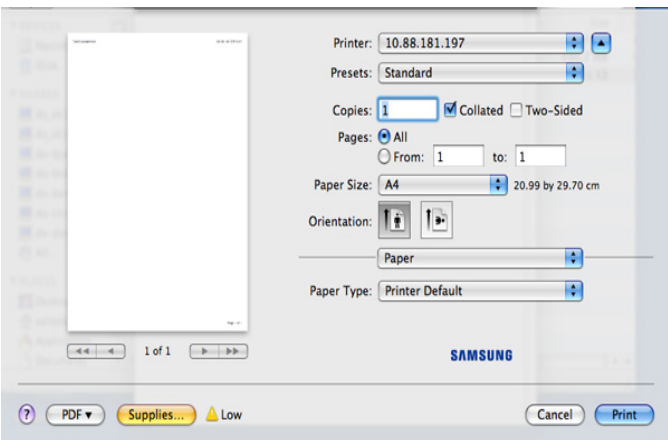 Printer: 10.88.181.197
Presets: Standard
Copies: 1 Collated Two-Sided
Pages: All
From: 1 to: 1
Paper Size: A4 20.99 by 29.70 cm
Orientation:
Paper
Paper Type: Printer Default
1 of 1
SAMSUNG
? PDF Supplies... Low Cancel Print